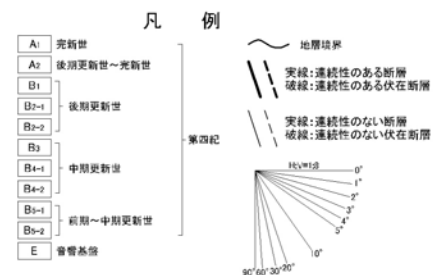 凡 例
A1 完新世
A2 後期更新世～完新世
B1
B2-1 後期更新世
B2-2
B3
B4-1 中期更新世
B4-2
B5-1 前期～中期更新世
B5-2
E 音響基盤
第四紀
地層境界
実線:連続性のある断層
破線:連続性のある伏在断層
実線:連続性のない断層
破線:連続性のない伏在断層
H:V=1:8
0°
1°
2°
3°
4°
5°
10°
90° 60° 30° 20°